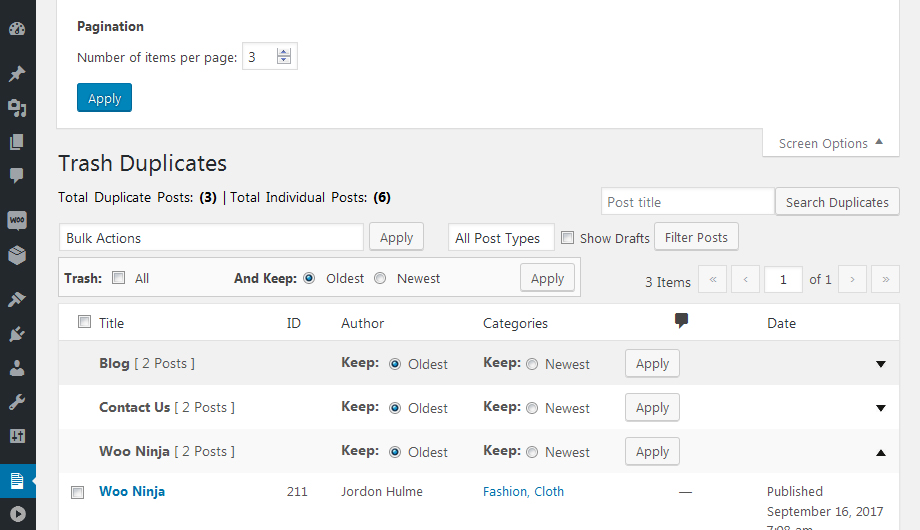 Pagination
Number of items per page: 3
Apply
Screen Options
Trash Duplicates
Total Duplicate Posts: (3) | Total Individual Posts: (6)
Post title Search Duplicates
Bulk Actions Apply All Post Types Show Drafts Filter Posts
Trash: All And Keep: Oldest Newest Apply 3 Items « ‹ 1 of 1 › »
Title ID Author Categories Date
Blog [ 2 Posts ] Keep: Oldest Keep: Newest Apply
Contact Us [ 2 Posts ] Keep: Oldest Keep: Newest Apply
Woo Ninja [ 2 Posts ] Keep: Oldest Keep: Newest Apply
Woo Ninja 211 Jordon Hulme Fashion, Cloth — Published
September 16, 2017
7:08 am
WOO